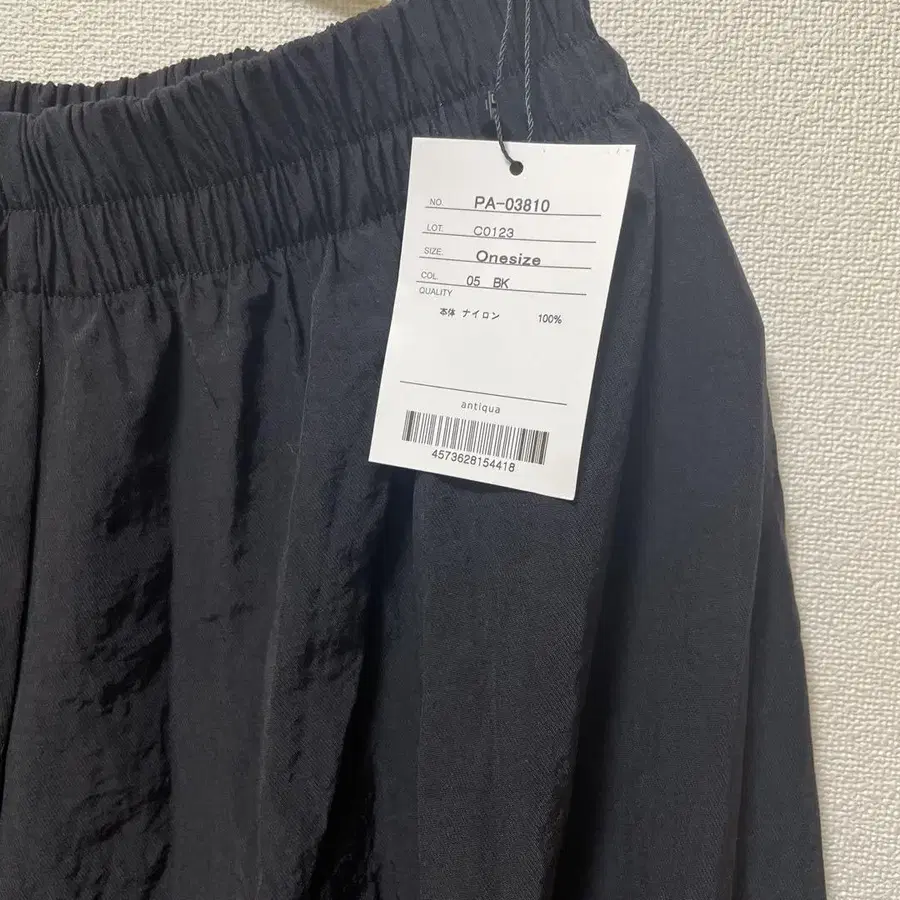 NO. PA-03810
LOT. C0123
SIZE. Onesize
COL. 05 BK
QUALITY
本体 ナイロン 100%
antiqua
4573628154418